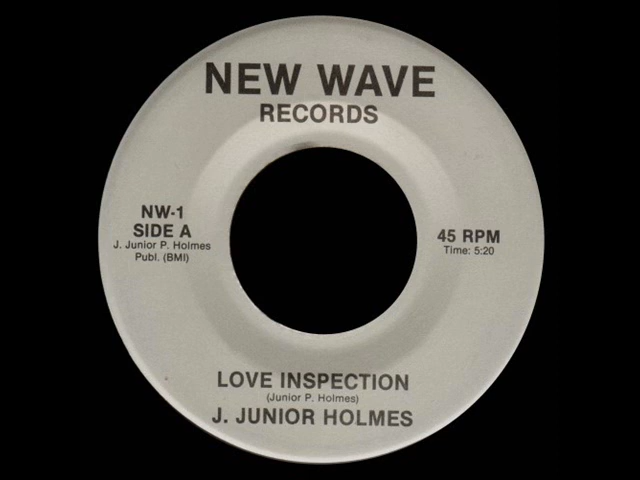 NEW WAVE
RECORDS
NW-1
SIDE A
J. Junior P. Holmes
Publ. (BMI)
45 RPM
Time: 5:20
LOVE INSPECTION
(Junior P. Holmes)
J. JUNIOR HOLMES